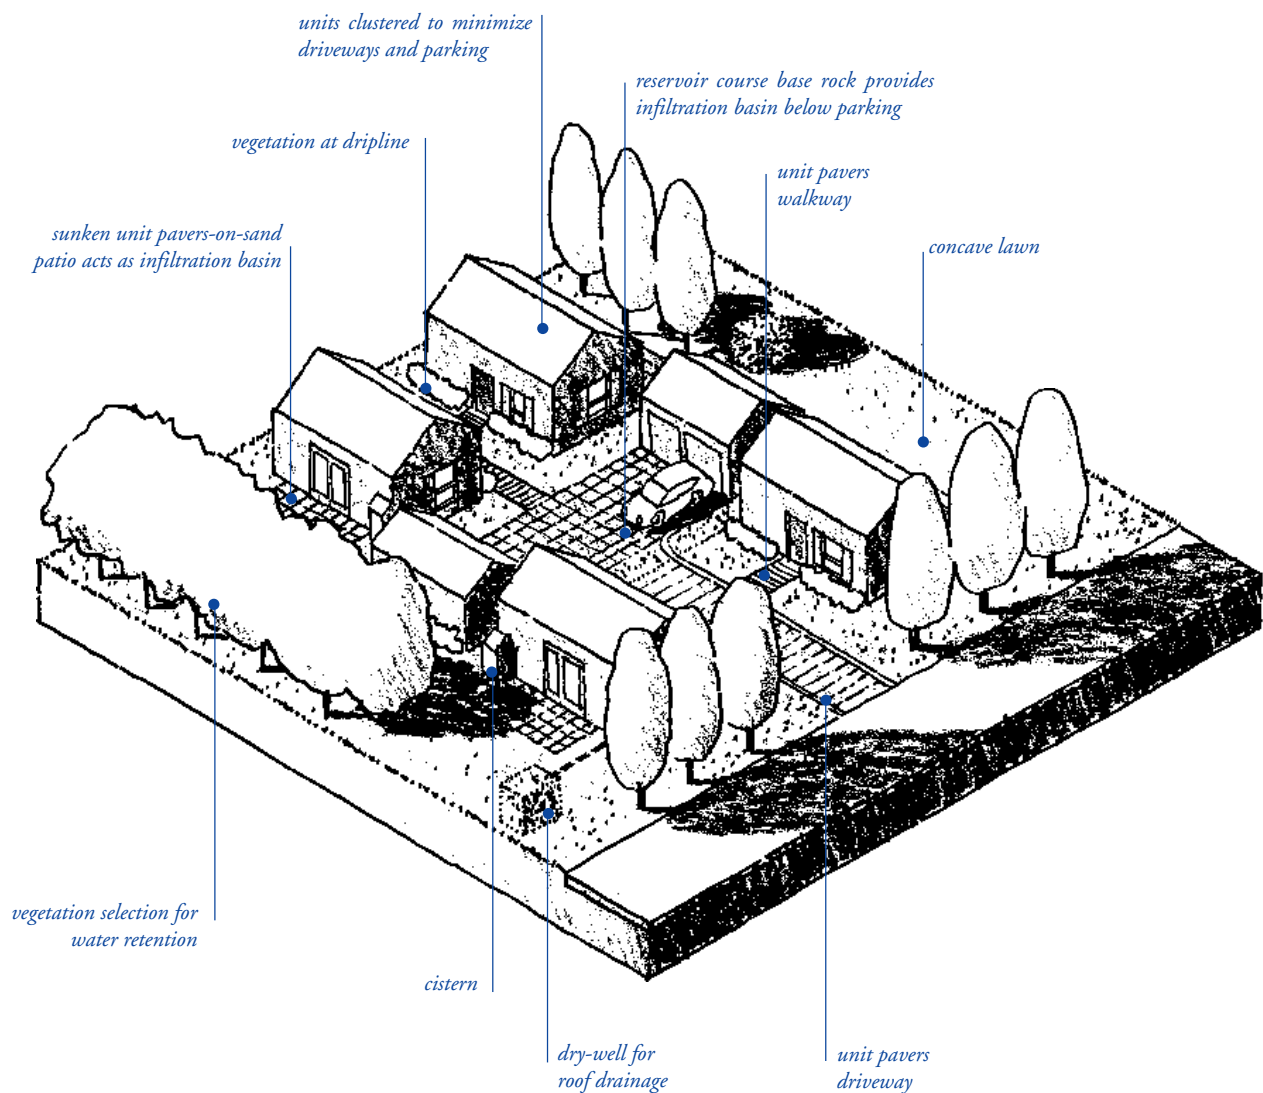 units clustered to minimize
driveways and parking
reservoir course base rock provides
infiltration basin below parking
vegetation at dripline
unit pavers
walkway
sunken unit pavers-on-sand
patio acts as infiltration basin
concave lawn
vegetation selection for
water retention
cistern
dry-well for
roof drainage
unit pavers
driveway